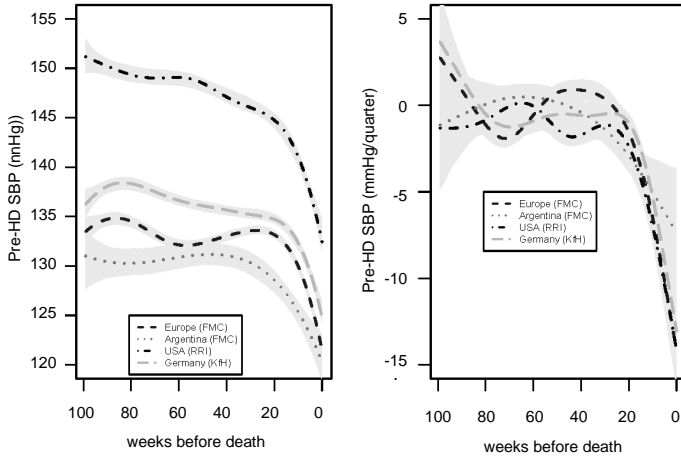 155
150
145
140
135
130
125
120
Pre-HD SBP (nnHg))
Europe (FMC)
Argentina (FMC)
USA (RRI)
Germany (KfH)
100 80 60 40 20 0
weeks before death
5
0
-5
-10
-15
Pre-HD SBP (mmHg/quarter)
Europe (FMC)
Argentina (FMC)
USA (RRI)
Germany (KfH)
100 80 60 40 20 0
weeks before death